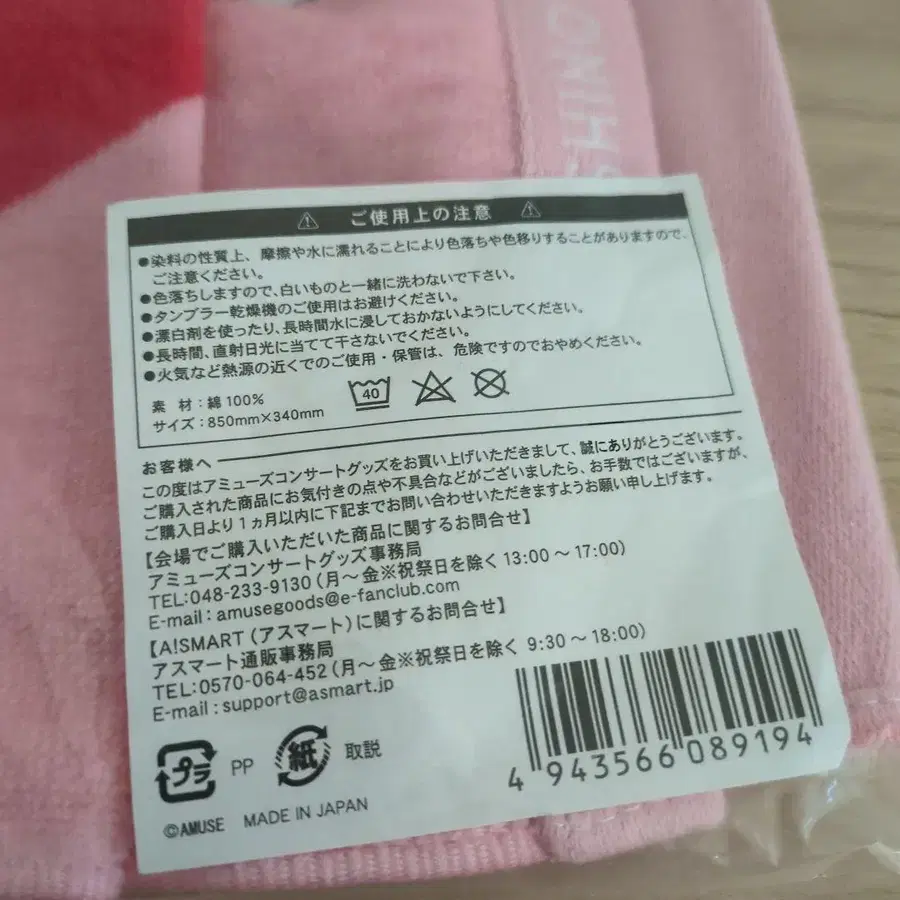 ご使用上の注意
●染料の性質上、摩擦や水に濡れることにより色落ちや色移りすることがありますので、
ご注意ください。
●色落ちしますので、白いものと一緒に洗わないで下さい。
●タンブラー乾燥機のご使用はお避けください。
●漂白剤を使ったり、長時間水に浸しておかないようにしてください。
●長時間、直射日光に当てて干さないでください。
●火気など熱源の近くでのご使用・保管は、危険ですのでおやめください。
素 材：綿 100%
サイズ：850mm×340mm
40
お客様へ
この度はアミューズコンサートグッズをお買い上げいただきまして、誠にありがとうございます。
ご購入された商品にお気付きの点や不具合などがございましたら、お手数ではございますが、
ご購入日より1ヵ月以内に下記までお問い合わせいただきますようお願い申し上げます。
【会場でご購入いただいた商品に関するお問合せ】
アミューズコンサートグッズ事務局
TEL:048-233-9130（月～金※祝祭日を除く 13:00～17:00）
E-mail：amusegoods@e-fanclub.com
【A!SMART（アスマート）に関するお問合せ】
アスマート通販事務局
TEL:0570-064-452（月～金※祝祭日を除く 9:30～18:00）
E-mail：support@asmart.jp
プラ PP 紙 取説
©AMUSE MADE IN JAPAN
4 943566 089194